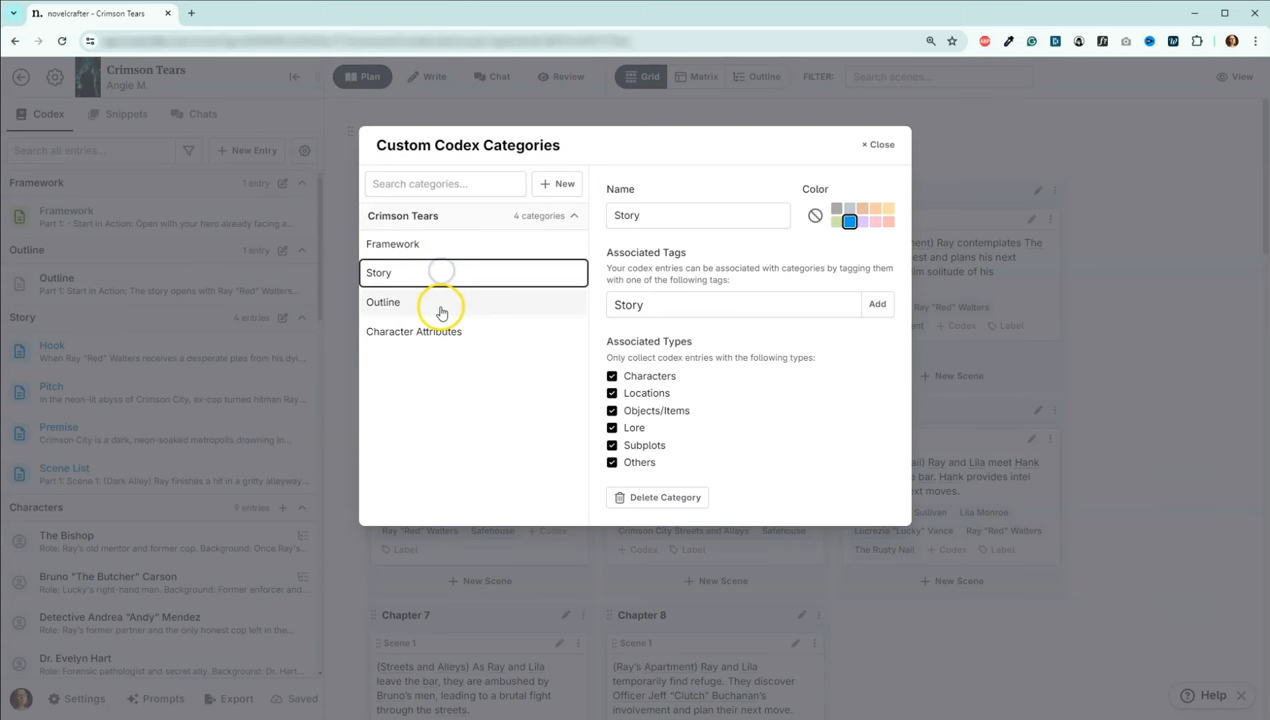 novelcrafter - Crimson Tears
Crimson Tears
Angie M.
Plan
Write
Chat
Review
Grid
Matrix
Outline
FILTER:
Search scenes...
View
Codex
Snippets
Chats
Search all entries...
+ New Entry
Framework
1 entry
Framework
Part 1: - Start in Action: Open with your hero already facing a...
Outline
1 entry
Outline
Part 1: Start in Action: The story opens with Ray "Red" Walters...
Story
4 entries
Hook
When Ray "Red" Walters receives a desperate plea from his dyi...
Pitch
In the neon-lit abyss of Crimson City, ex-cop turned hitman Ray...
Premise
Crimson City is a dark, neon-soaked metropolis drowning in...
Scene List
Part 1: Scene 1: (Dark Alley) Ray finishes a hit in a gritty alleyway...
Characters
9 entries
The Bishop
Role: Ray's old mentor and former cop. Background: Once Ray's...
Bruno "The Butcher" Carson
Role: Lucky's right-hand man. Background: Former enforcer and...
Detective Andrea "Andy" Mendez
Role: Ray's former partner and the only honest cop left in the...
Dr. Evelyn Hart
Role: Forensic pathologist and secret ally. Background: Dr. Hart...
Settings
Prompts
Export
Saved
Custom Codex Categories
× Close
Search categories...
+ New
Crimson Tears
4 categories
Framework
Story
Outline
Character Attributes
Name
Color
Story
Associated Tags
Your codex entries can be associated with categories by tagging them
with one of the following tags:
Story
Add
Associated Types
Only collect codex entries with the following types:
Characters
Locations
Objects/Items
Lore
Subplots
Others
Delete Category
Ray contemplates The
and plans his next
solitude of his
Ray "Red" Walters
+ Codex
Label
+ New Scene
Ray and Lila meet Hank
bar. Hank provides intel
next moves.
Sullivan
Lila Monroe
Lucrezia "Lucky" Vance
Ray "Red" Walters
The Rusty Nail
+ Codex
Label
Ray "Red" Walters
Safehouse
+ Codex
Label
Crimson City Streets and Alleys
Safehouse
+ Codex
Label
+ New Scene
+ New Scene
+ New Scene
Chapter 7
Chapter 8
Scene 1
Scene 1
(Streets and Alleys) As Ray and Lila
leave the bar, they are ambushed by
Bruno's men, leading to a brutal fight
through the streets.
(Ray's Apartment) Ray and Lila
temporarily find refuge. They discover
Officer Jeff "Clutch" Buchanan's
involvement and plan their next move.
Help